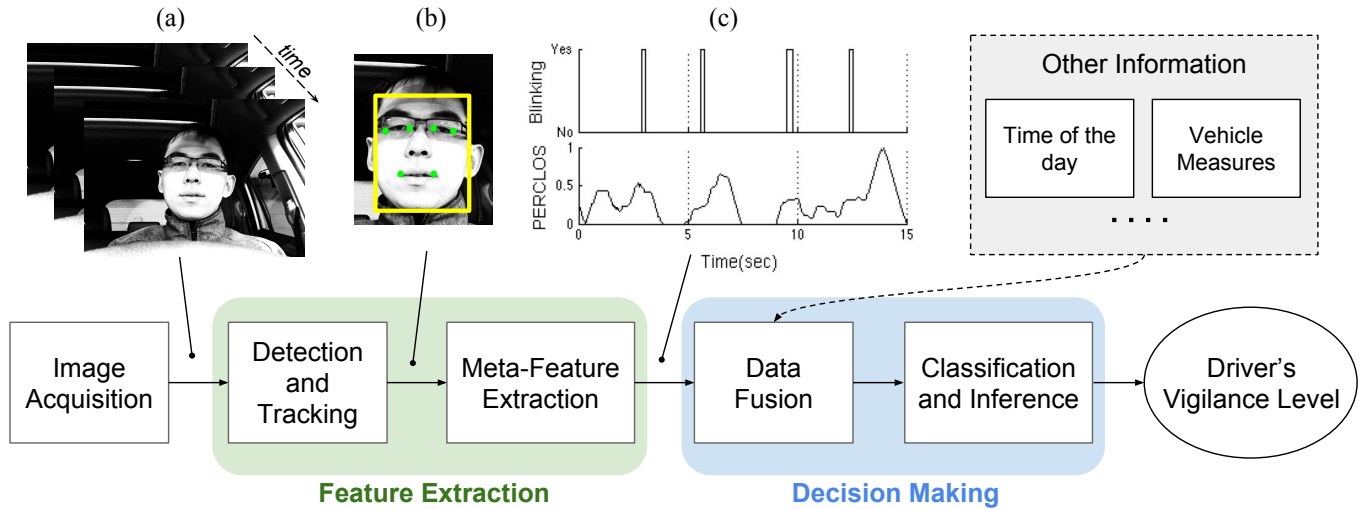 (a)
(b)
(c)
time
Yes
Blinking
No
1
0.5
0
PERCLOS
0
5
10
15
Time(sec)
Other Information
Time of the
day
Vehicle
Measures
. . . .
Image
Acquisition
Detection
and
Tracking
Meta-Feature
Extraction
Data
Fusion
Classification
and Inference
Driver’s
Vigilance Level
Feature Extraction
Decision Making